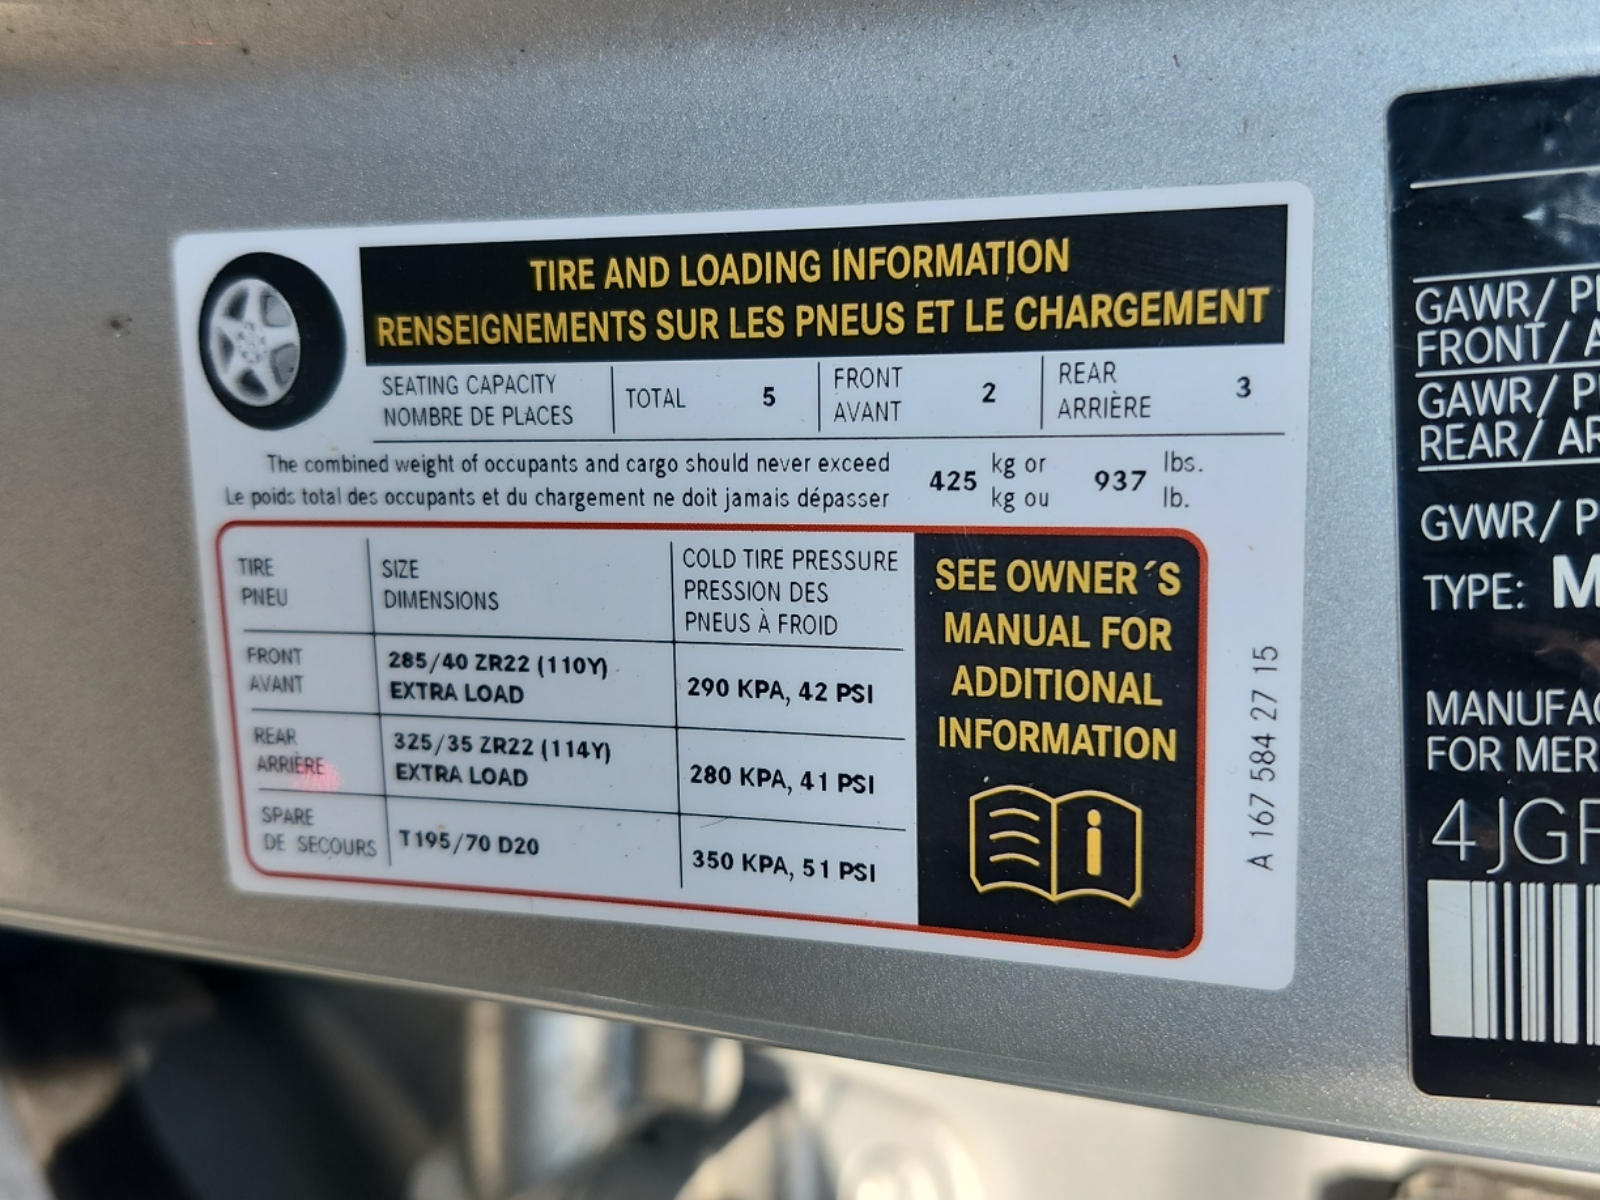 TIRE AND LOADING INFORMATION
RENSEIGNEMENTS SUR LES PNEUS ET LE CHARGEMENT
SEATING CAPACITY
NOMBRE DE PLACES
TOTAL 5
FRONT
AVANT
2
REAR
ARRIÈRE
3
The combined weight of occupants and cargo should never exceed
Le poids total des occupants et du chargement ne doit jamais dépasser
425
kg or
kg ou
937
lbs.
lb.
TIRE
PNEU
SIZE
DIMENSIONS
COLD TIRE PRESSURE
PRESSION DES
PNEUS À FROID
FRONT
AVANT
285/40 ZR22 (110Y)
EXTRA LOAD
290 KPA, 42 PSI
REAR
ARRIÈRE
325/35 ZR22 (114Y)
EXTRA LOAD
280 KPA, 41 PSI
SPARE
DE SECOURS
T195/70 D20
350 KPA, 51 PSI
SEE OWNER´S
MANUAL FOR
ADDITIONAL
INFORMATION
i
A 167 584 27 15
GAWR/
FRONT/
GAWR/
REAR/
GVWR/
TYPE:
FOR